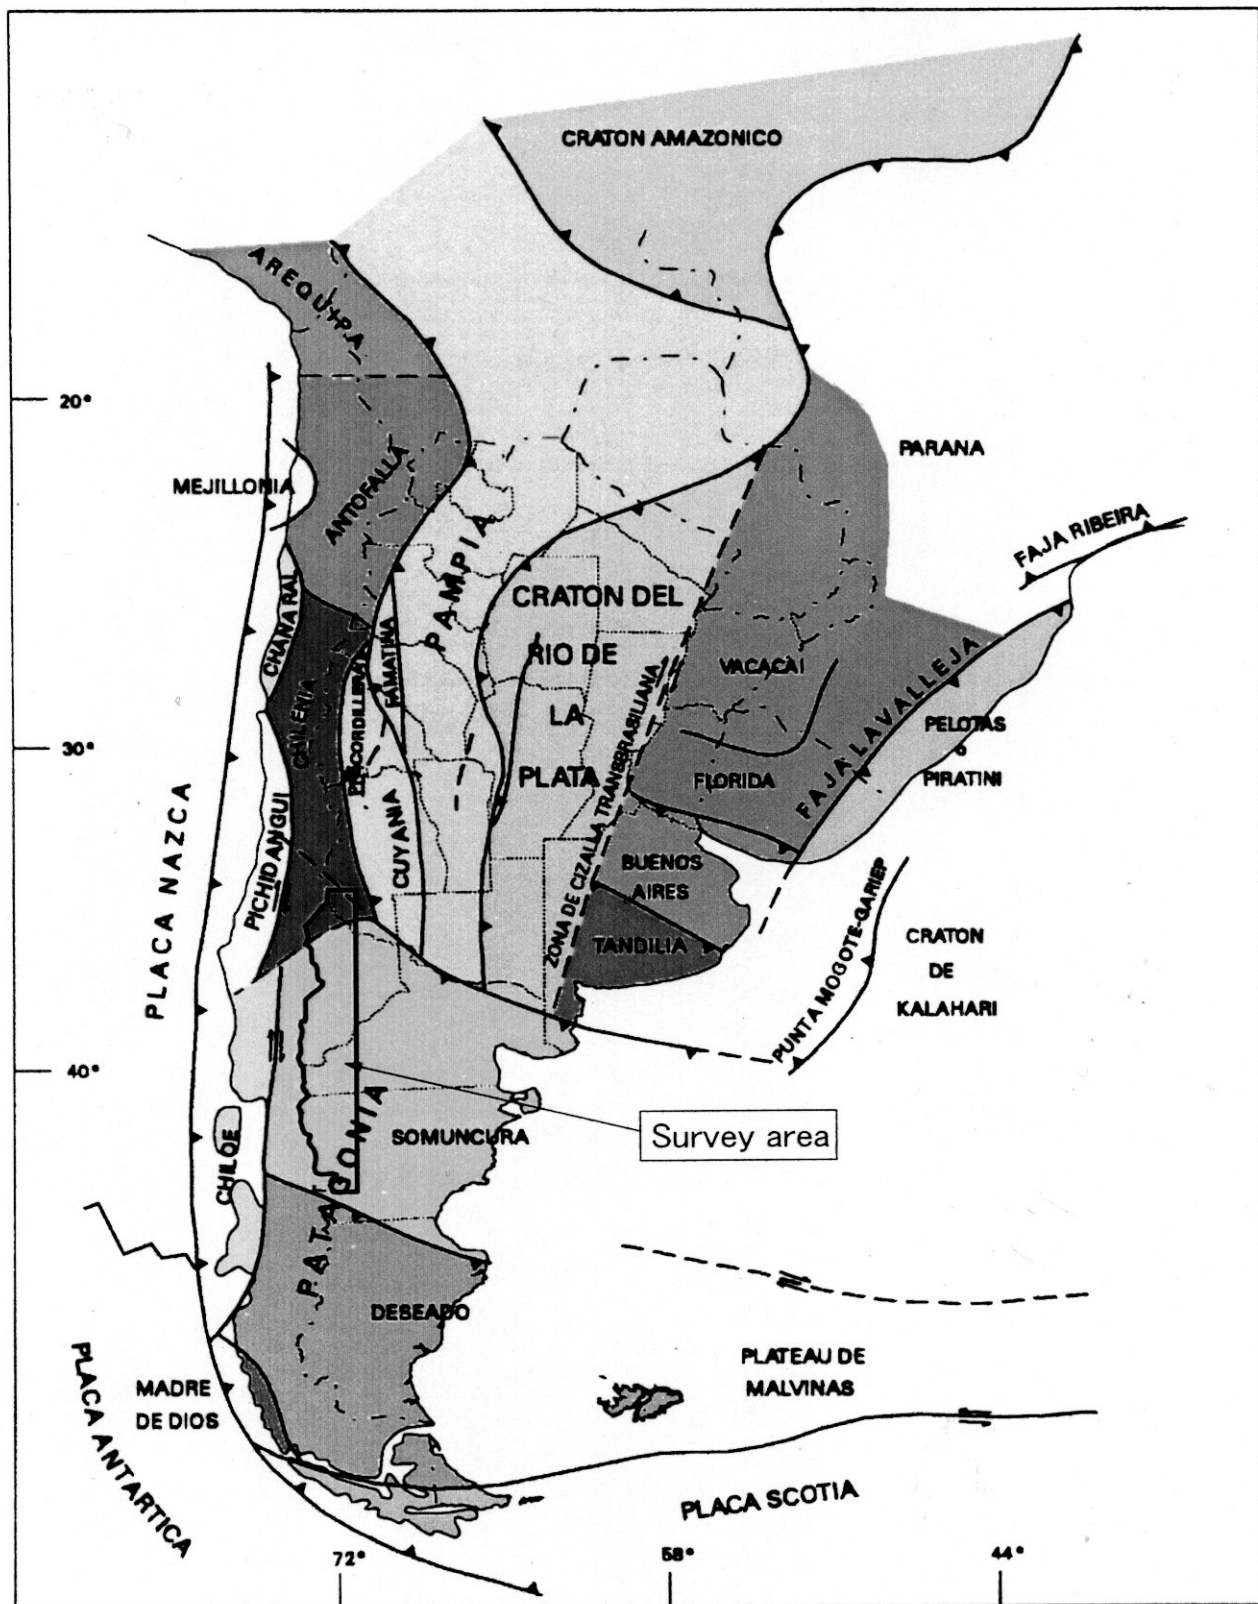 CRATON AMAZONICO
AREQUIPA
20°
PARANA
MEJILLONIA
ANTOFALLA
PAMPIA
FAJA RIBEIRA
CRATON DEL
RIO DE
LA
PLATA
CHANARAL
FAMATINA
CHILENIA
VACACAI
FAJA LAVALLEJA
PELOTAS
PIRATINI
30°
FLORIDA
ZONA DE CIZALLA TRANSBRASILIANA
PLACA NAZCA
PICHIDANGUI
CUYANIA
BUENOS
AIRES
TANDILIA
PUNTA MOGOTE-GARIEP
CRATON
DE
KALAHARI
40°
SOMUNCURA
Survey area
CHILOE
PATAGONIA
DESEADO
PLATEAU DE
MALVINAS
MADRE
DE DIOS
PLACA ANTARTICA
PLACA SCOTIA
72°
58°
44°